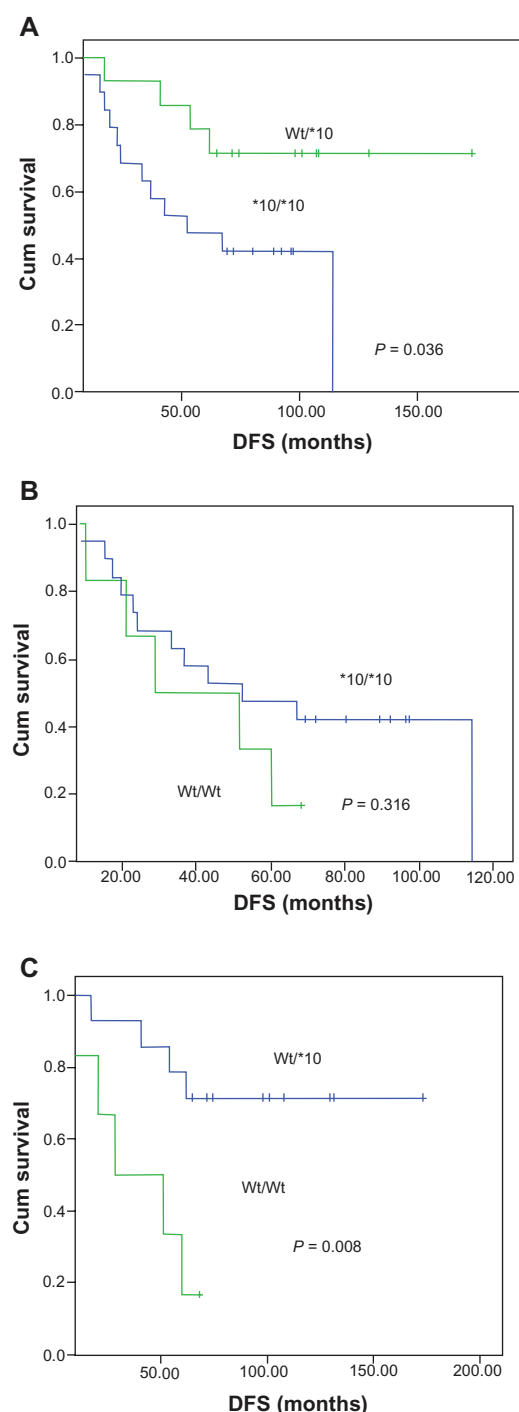 A
1.0
0.8
0.6
0.4
0.2
0.0
Cum survival
Wt/*10
*10/*10
P = 0.036
50.00 100.00 150.00
DFS (months)
B
1.0
0.8
0.6
0.4
0.2
0.0
Cum survival
*10/*10
Wt/Wt
P = 0.316
20.00 40.00 60.00 80.00 100.00 120.00
DFS (months)
C
1.0
0.8
0.6
0.4
0.2
Cum survival
Wt/*10
Wt/Wt
P = 0.008
50.00 100.00 150.00 200.00
DFS (months)